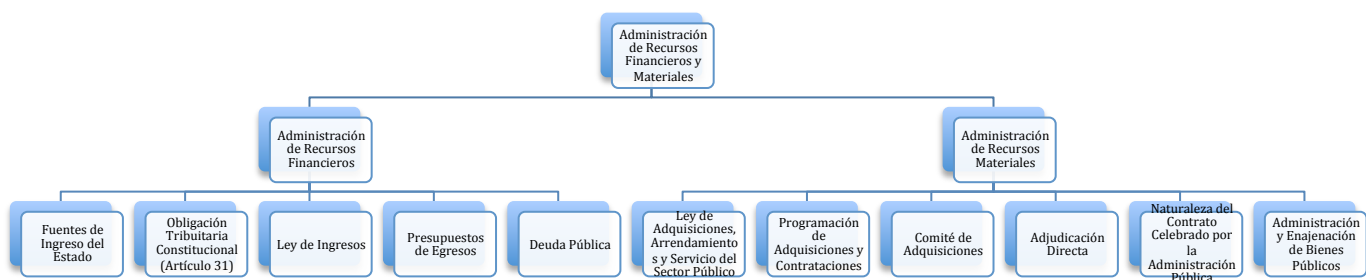 Administración
de Recursos
Financieros y
Materiales
Administración
de Recursos
Financieros
Administración
de Recursos
Materiales
Fuentes de
Ingreso del
Estado
Obligación
Tributaria
Constitucional
(Artículo 31)
Ley de Ingresos
Presupuestos
de Egresos
Deuda Pública
Ley de
Adquisiciones,
Arrendamiento
s y Servicio del
Sector Público
Programación
de
Adquisiciones y
Contrataciones
Comité de
Adquisiciones
Adjudicación
Directa
Naturaleza del
Contrato
Celebrado por
la
Administración
Pública
Administración
y Enajenación
de Bienes
Públicos